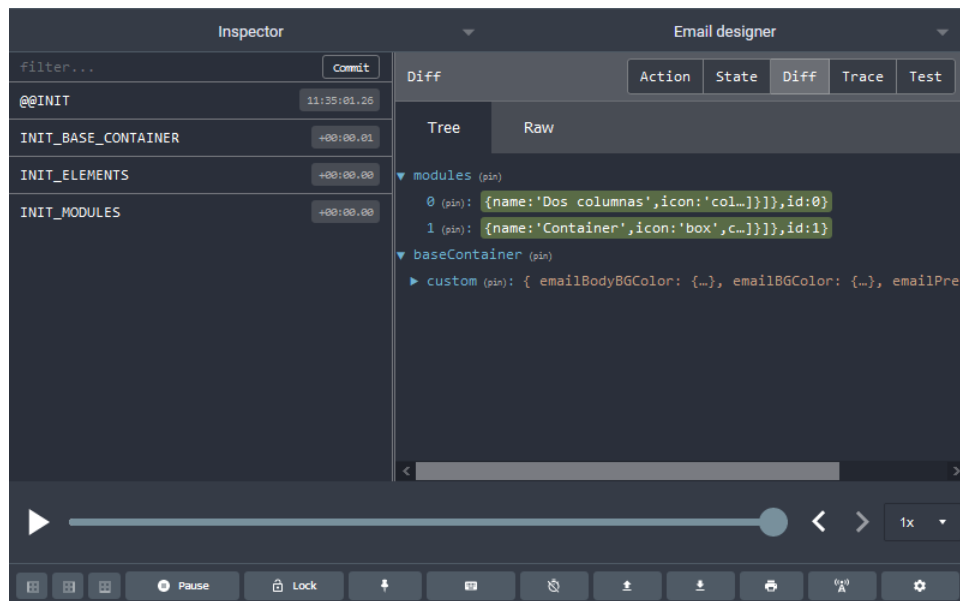 Inspector
Email designer
filter...
Commit
Diff
Action
State
Diff
Trace
Test
@@INIT
11:35:01.26
INIT_BASE_CONTAINER
+00:00.01
INIT_ELEMENTS
+00:00.00
INIT_MODULES
+00:00.00
Tree
Raw
modules (pin)
0 (pin): {name:'Dos columnas',icon:'col…]}]},id:0}
1 (pin): {name:'Container',icon:'box',c…]}]},id:1}
baseContainer (pin)
custom (pin): { emailBodyBGColor: {…}, emailBGColor: {…}, emailPre
1x
Pause
Lock